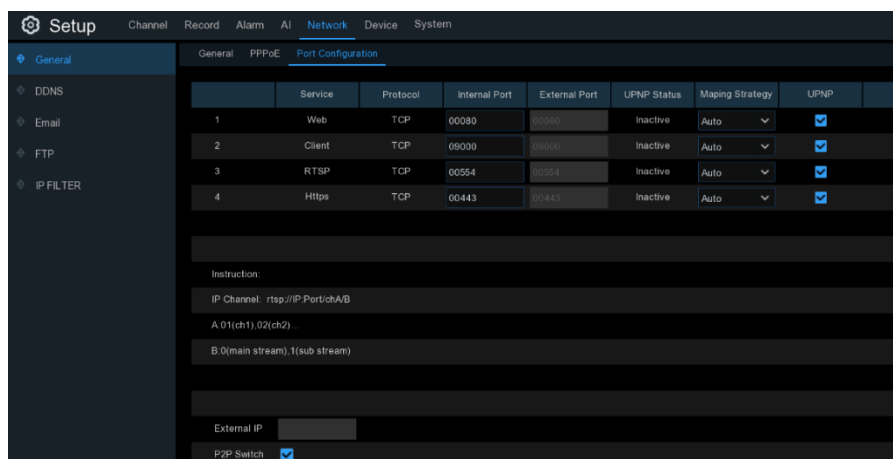 Setup Channel Record Alarm AI Network Device System
General General PPPoE Port Configuration
DDNS
Email
FTP
IP FILTER
Service Protocol Internal Port External Port UPNP Status Maping Strategy UPNP
1 Web TCP 00080 00080 Inactive Auto
2 Client TCP 09000 09000 Inactive Auto
3 RTSP TCP 00554 00554 Inactive Auto
4 Https TCP 00443 00443 Inactive Auto
Instruction:
IP Channel: rtsp://IP:Port/chA/B
A:01(ch1),02(ch2)...
B:0(main stream),1(sub stream)
External IP
P2P Switch